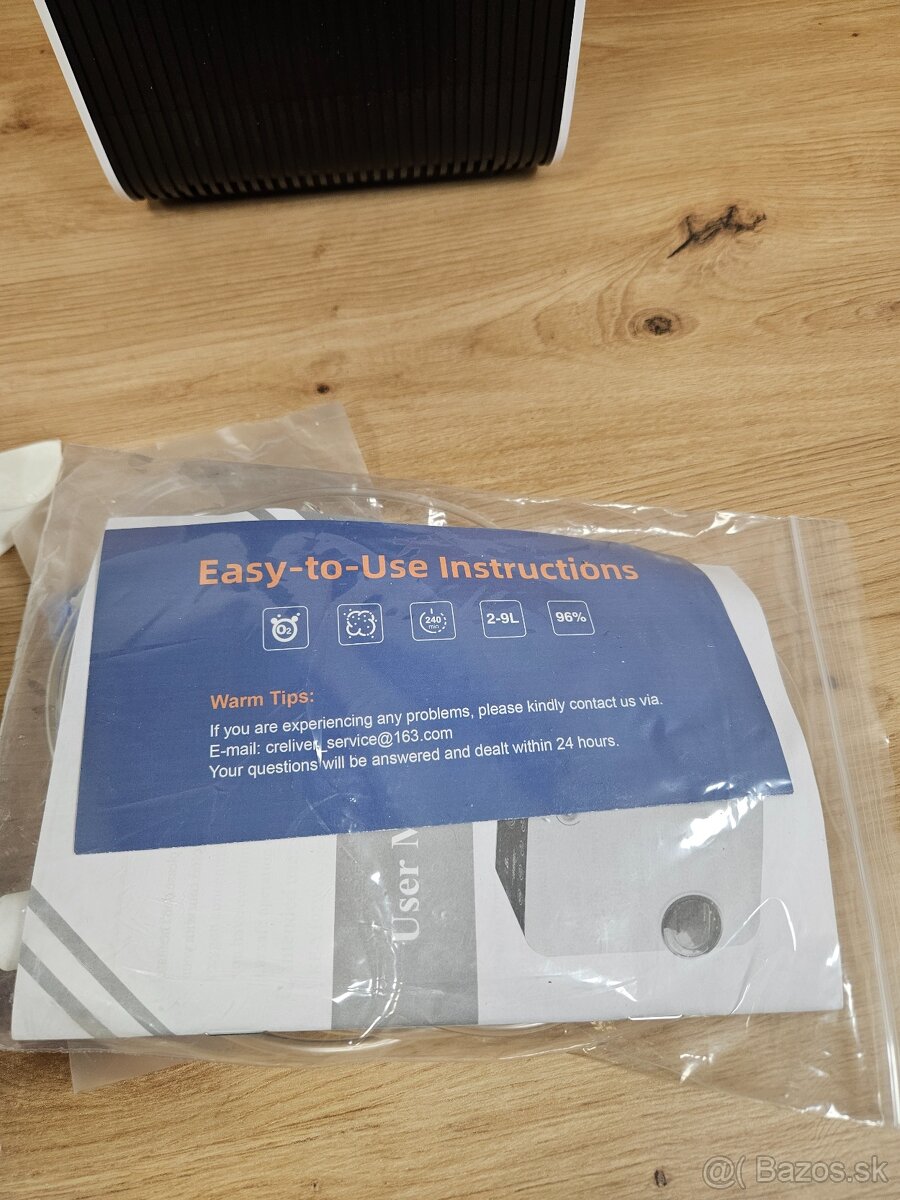 Easy-to-Use Instructions
O2
240 min
2-9L
96%
Warm Tips:
If you are experiencing any problems, please kindly contact us via.
E-mail: creliver_service@163.com
Your questions will be answered and dealt within 24 hours.
User M
@( Bazos.sk